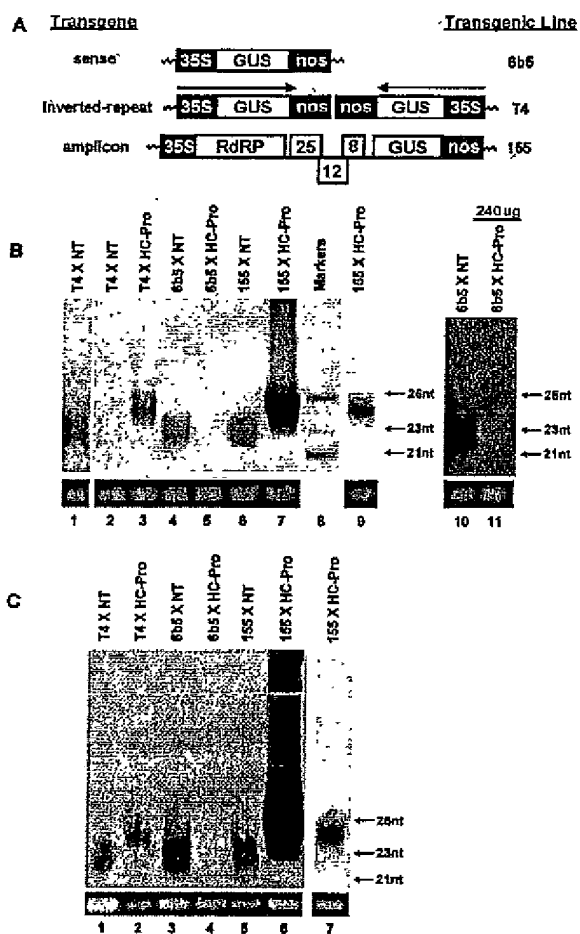 A Transgene Transgenic Line
sense 35S GUS nos 6b5
Inverted-repeat 35S GUS nos nos GUS 35S T4
amplicon 35S RdRP 25 8 GUS nos 155
12
B
T4 X NT
T4 X NT
T4 X HC-Pro
6b5 X NT
6b5 X HC-Pro
155 X NT
155 X HC-Pro
Markers
155 X HC-Pro
240 ug
6b5 X NT
6b5 X HC-Pro
25nt 25nt
23nt 23nt
21nt 21nt
1 2 3 4 5 6 7 8 9 10 11
C
T4 X NT
T4 X HC-Pro
6b5 X NT
6b5 X HC-Pro
155 X NT
155 X HC-Pro
155 X HC-Pro
25nt
23nt
21nt
1 2 3 4 5 6 7